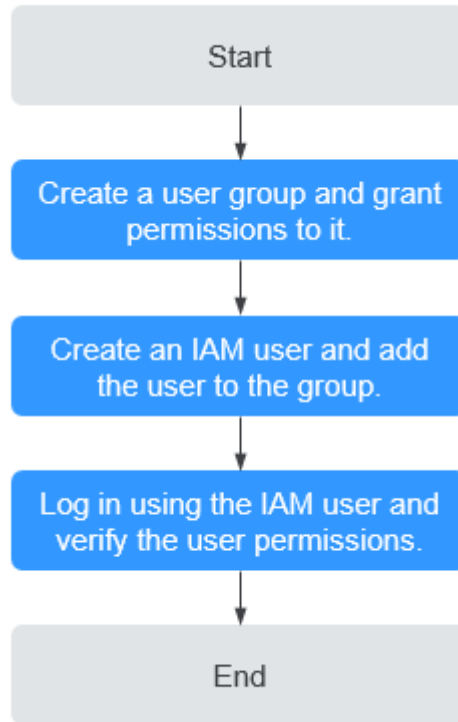 Start
Create a user group and grant
permissions to it.
Create an IAM user and add
the user to the group.
Log in using the IAM user and
verify the user permissions.
End